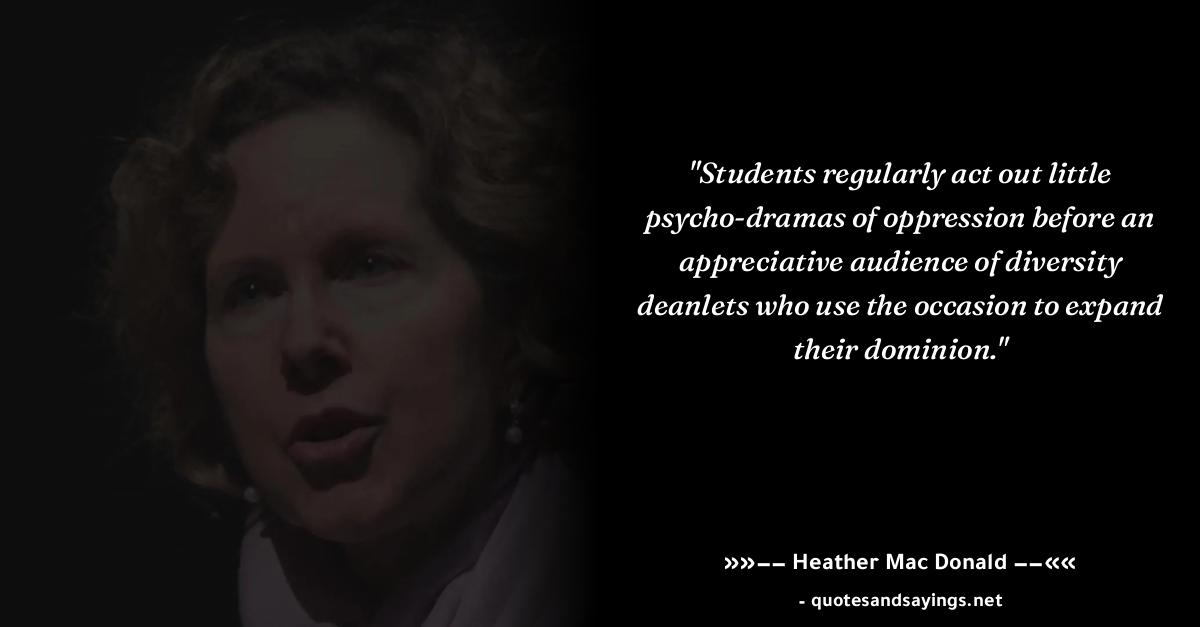 "Students regularly act out little
psycho-dramas of oppression before an
appreciative audience of diversity
deanlets who use the occasion to expand
their dominion."
»»−− Heather Mac Donald −−««
- quotesandsayings.net